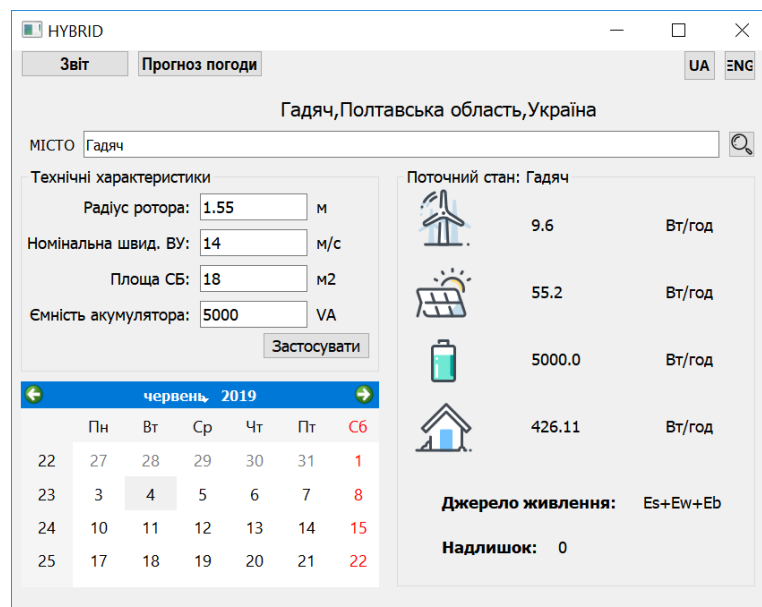 HYBRID
Звіт Прогноз погоди UA ENG
Гадяч,Полтавська область,Україна
МІСТО Гадяч
Технічні характеристики
Радіус ротора: 1.55 м
Номінальна швид. ВУ: 14 м/с
Площа СБ: 18 м2
Ємність акумулятора: 5000 VA
Застосувати
червень, 2019
Пн Вт Ср Чт Пт Сб
22 27 28 29 30 31 1
23 3 4 5 6 7 8
24 10 11 12 13 14 15
25 17 18 19 20 21 22
Поточний стан: Гадяч
9.6 Вт/год
55.2 Вт/год
5000.0 Вт/год
426.11 Вт/год
Джерело живлення: Es+Ew+Eb
Надлишок: 0